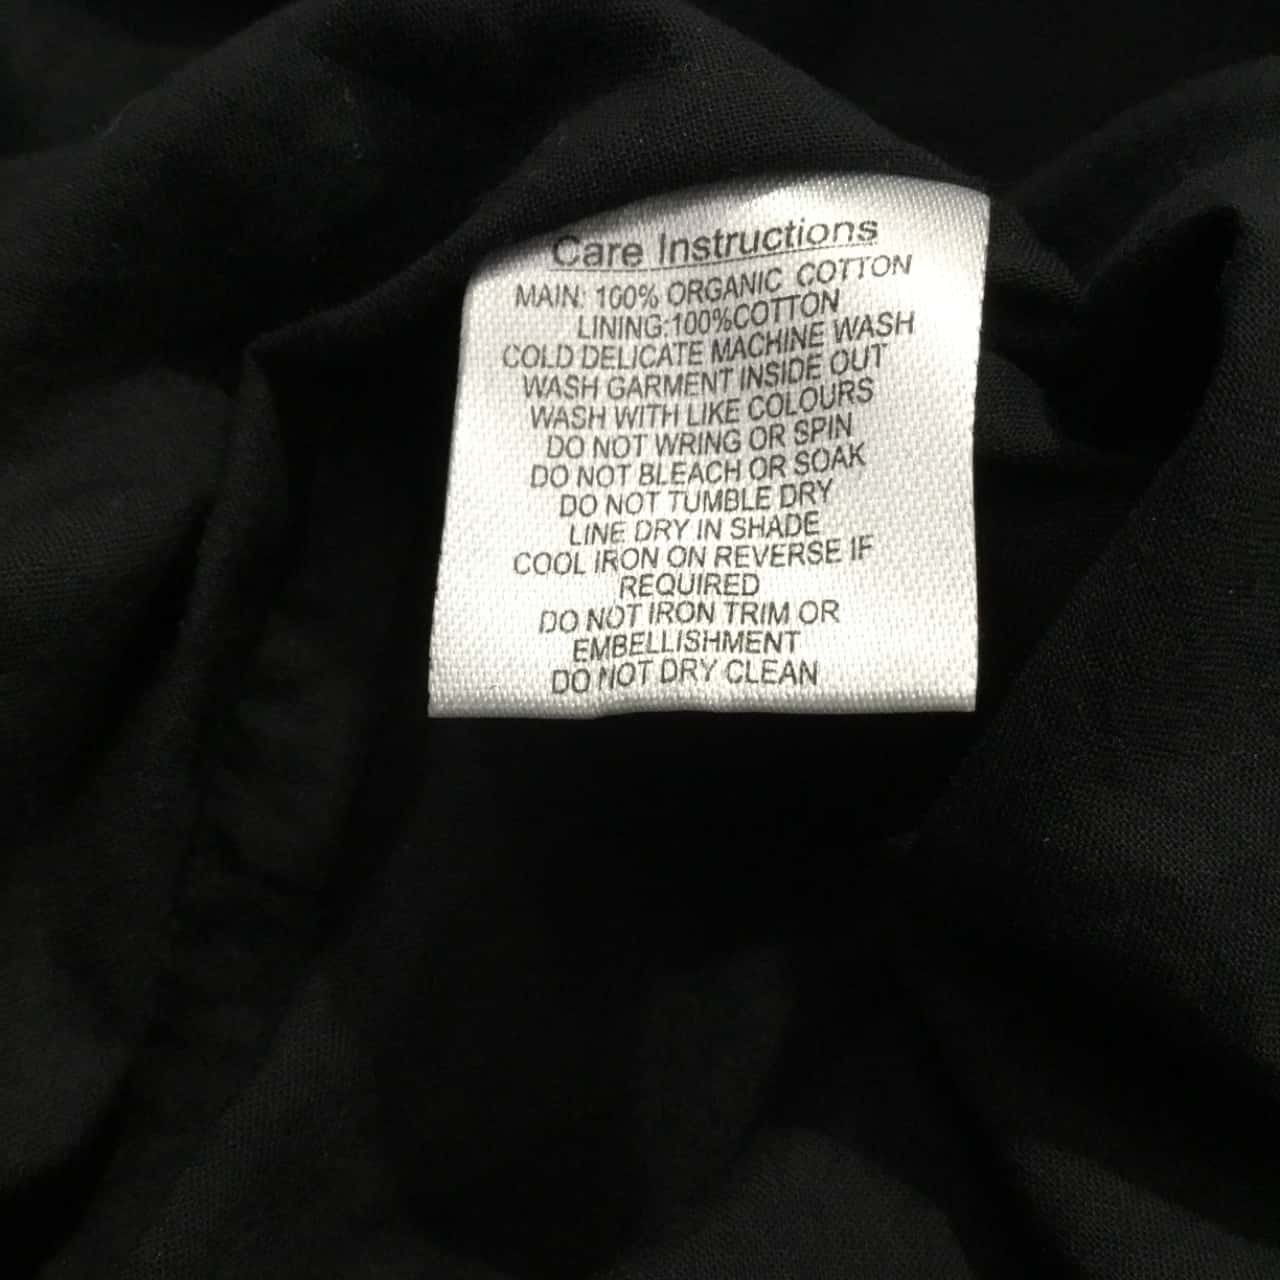 Care Instructions
MAIN: 100% ORGANIC COTTON
LINING:100%COTTON
COLD DELICATE MACHINE WASH
WASH GARMENT INSIDE OUT
WASH WITH LIKE COLOURS
DO NOT WRING OR SPIN
DO NOT BLEACH OR SOAK
DO NOT TUMBLE DRY
LINE DRY IN SHADE
COOL IRON ON REVERSE IF
REQUIRED
DO NOT IRON TRIM OR
EMBELLISHMENT
DO NOT DRY CLEAN